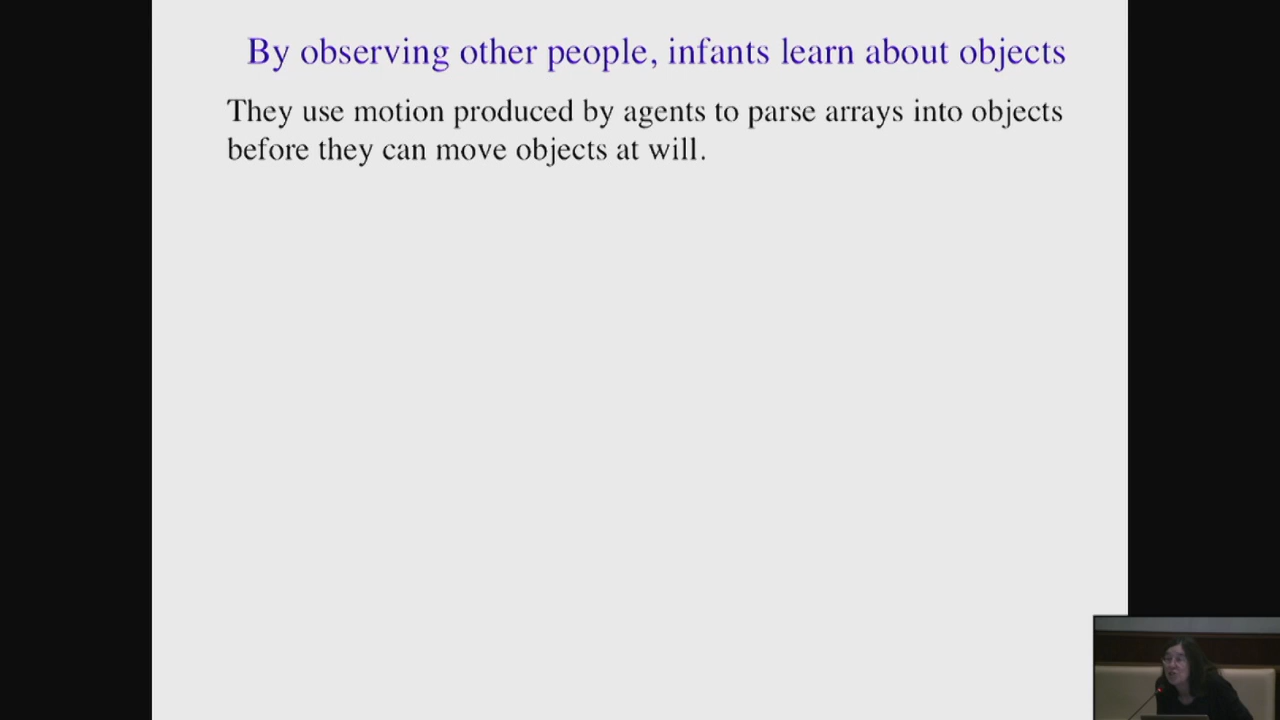 By observing other people, infants learn about objects
They use motion produced by agents to parse arrays into objects
before they can move objects at will.